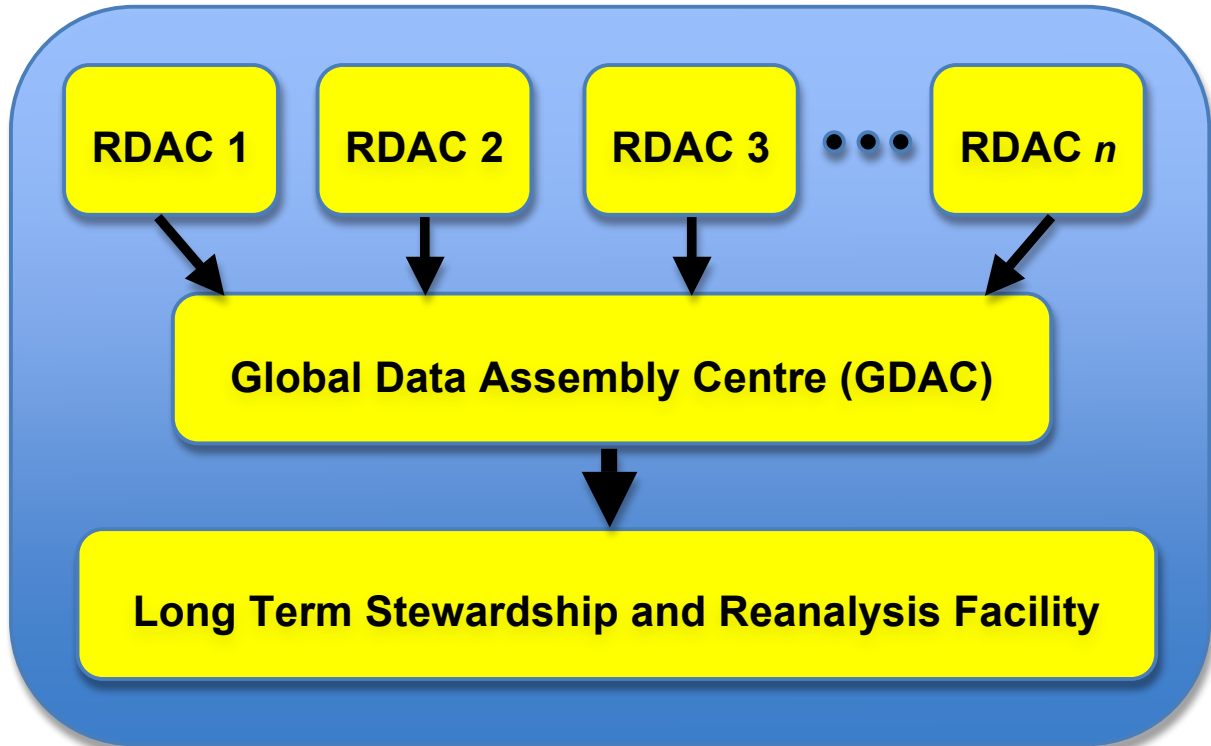 RDAC 1
RDAC 2
RDAC 3
RDAC n
Global Data Assembly Centre (GDAC)
Long Term Stewardship and Reanalysis Facility